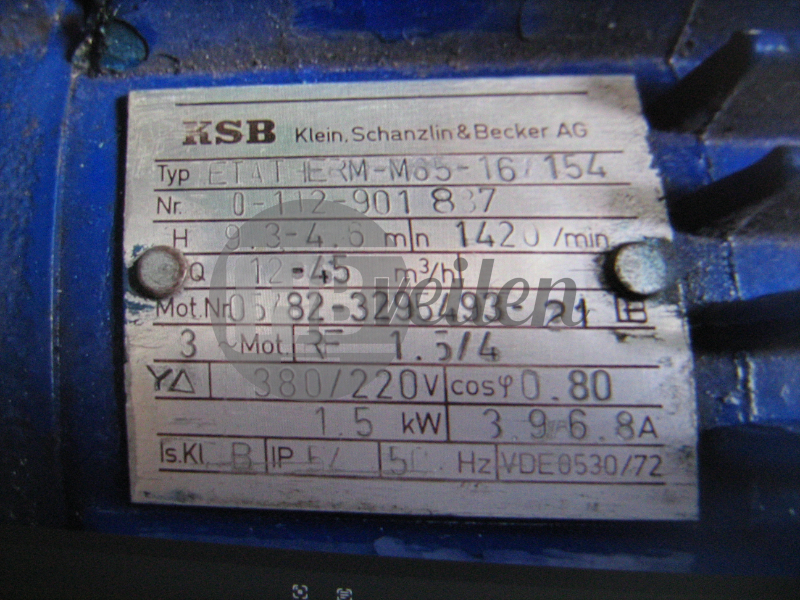 KSB Klein, Schanzlin & Becker AG
Typ ETATHERM-M65-16/154
Nr. 0-112-901 837
H 9.3-4.6 m n 1420/min
Q 12-45 m³/h
Mot.Nr. 05/82-3296493-21
3 ~Mot. RF 1.5/4
Y△ 380/220V cosφ 0.80
1.5 kW 3.9-6.8A
Is.Kl. B IP 50. Hz VDE0530/72
veilen